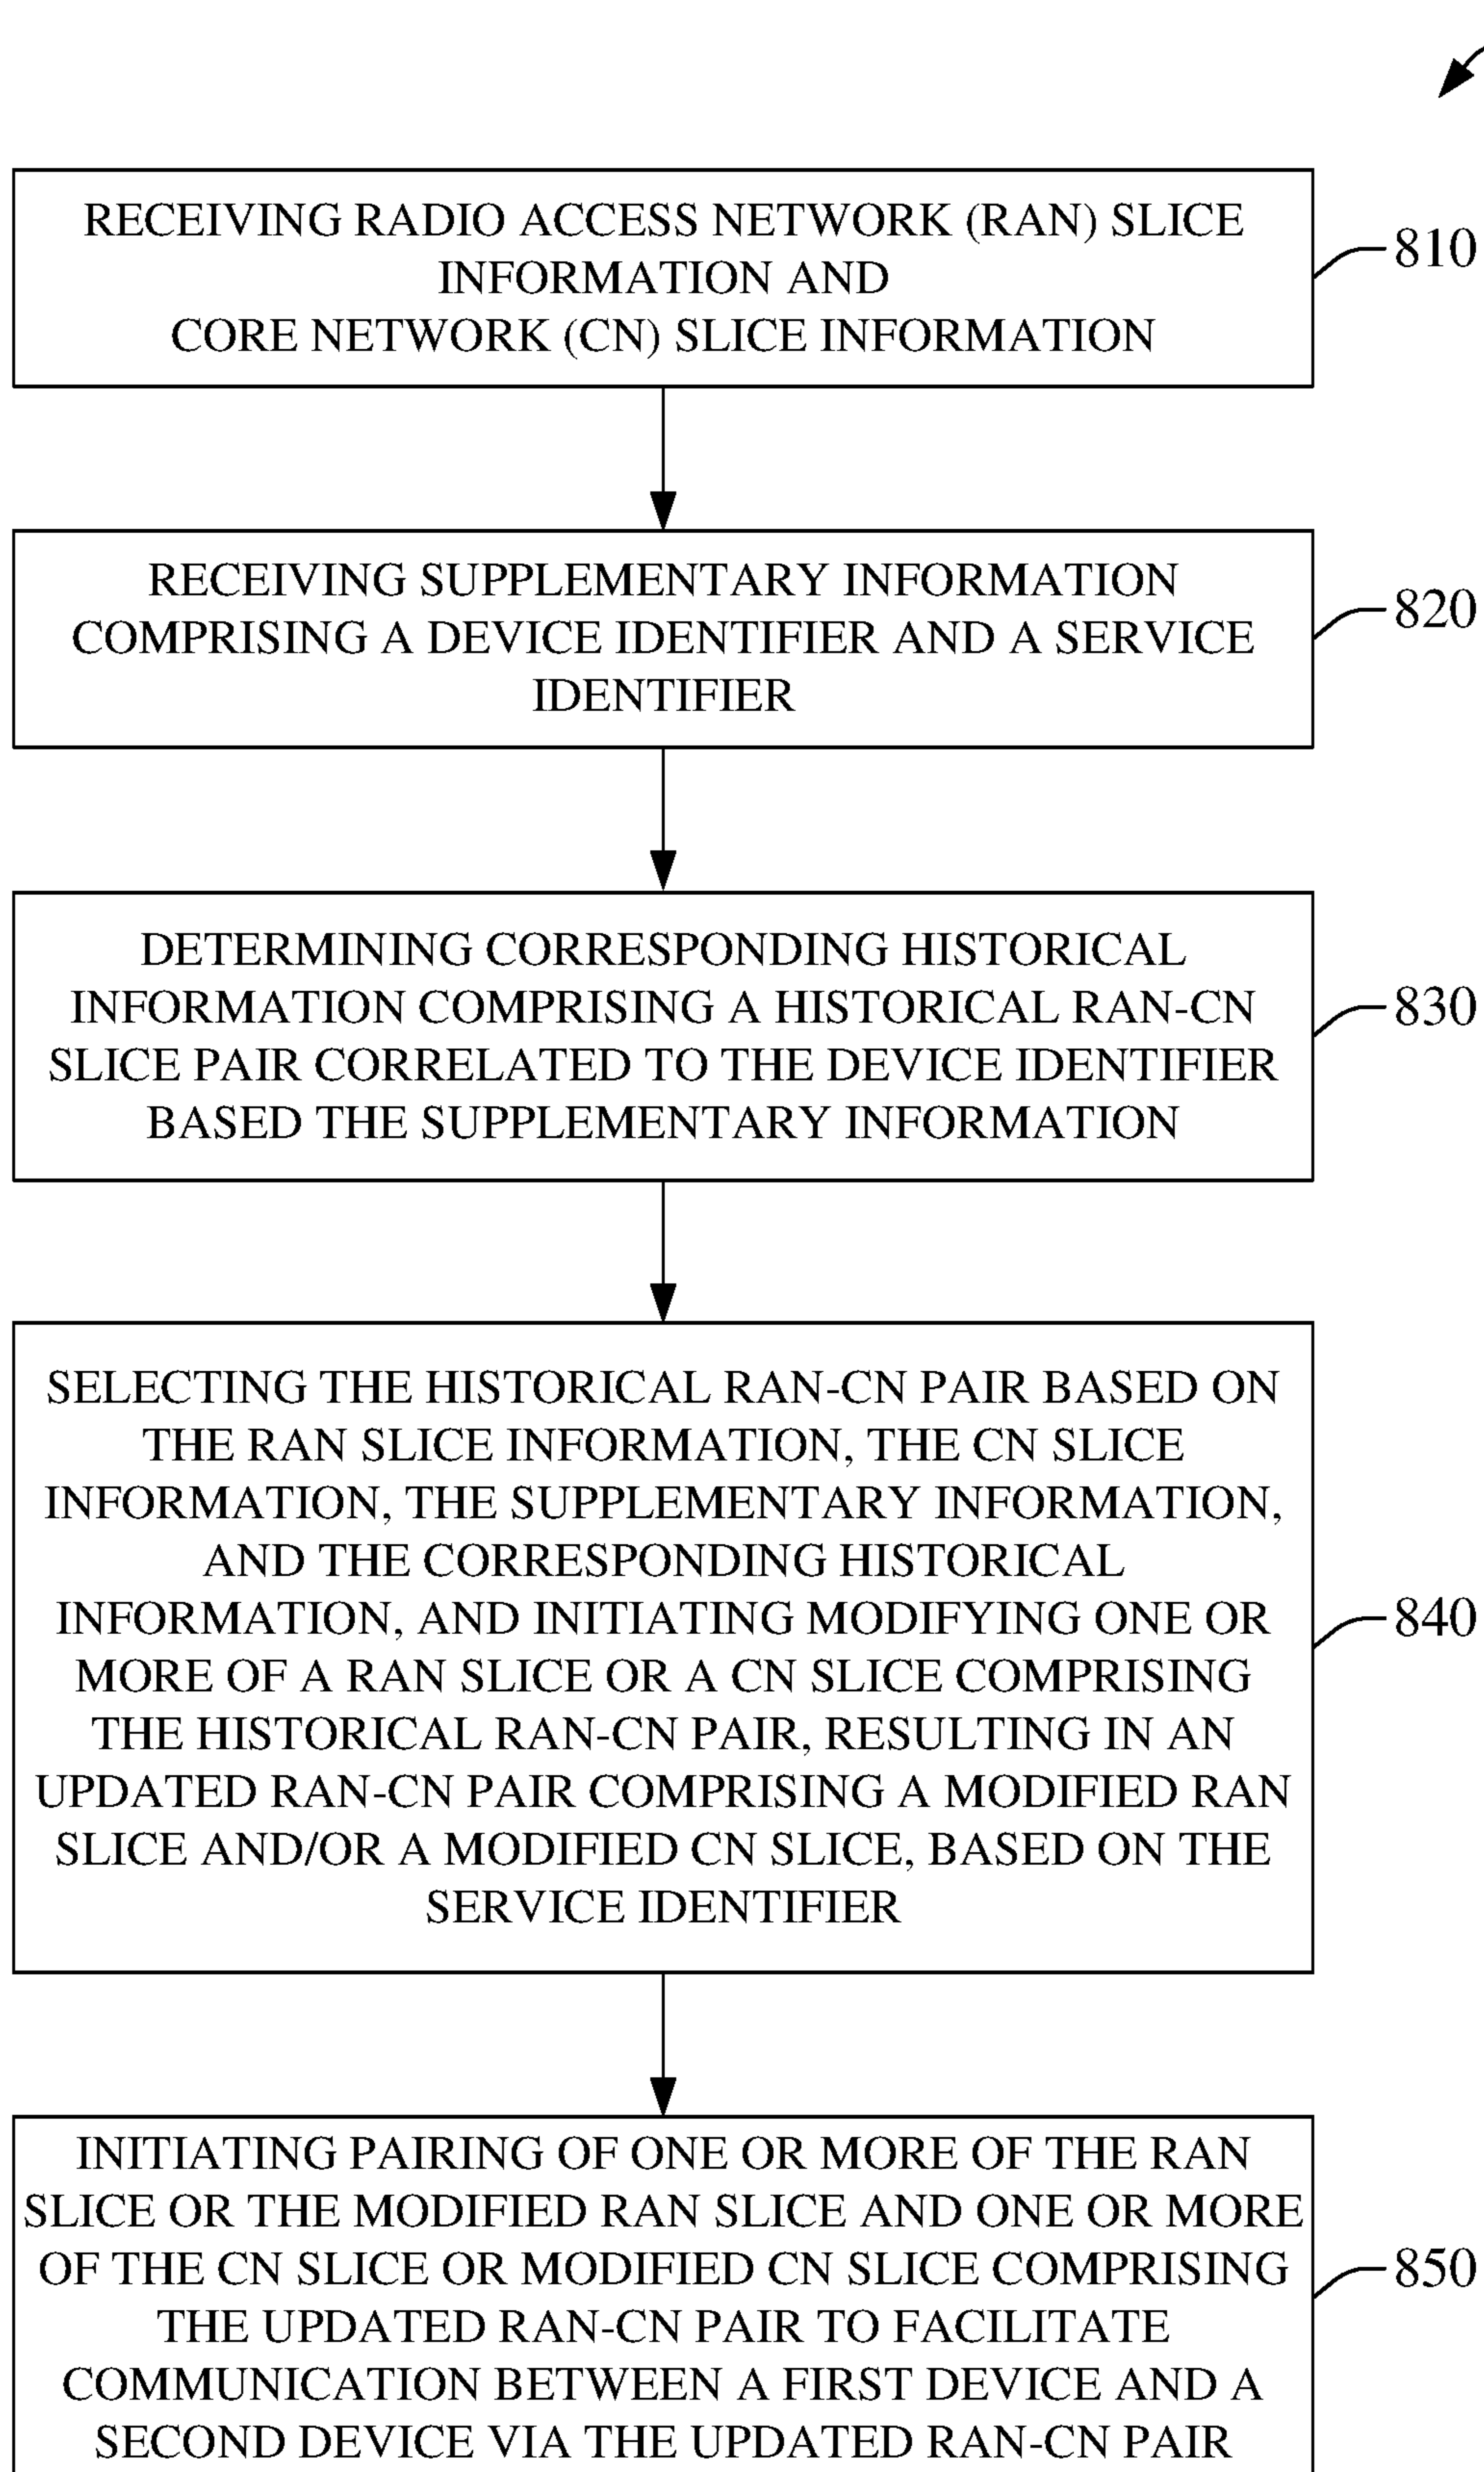 RECEIVING RADIO ACCESS NETWORK (RAN) SLICE
INFORMATION AND
CORE NETWORK (CN) SLICE INFORMATION
810
RECEIVING SUPPLEMENTARY INFORMATION
COMPRISING A DEVICE IDENTIFIER AND A SERVICE
IDENTIFIER
820
DETERMINING CORRESPONDING HISTORICAL
INFORMATION COMPRISING A HISTORICAL RAN-CN
SLICE PAIR CORRELATED TO THE DEVICE IDENTIFIER
BASED THE SUPPLEMENTARY INFORMATION
830
SELECTING THE HISTORICAL RAN-CN PAIR BASED ON
THE RAN SLICE INFORMATION, THE CN SLICE
INFORMATION, THE SUPPLEMENTARY INFORMATION,
AND THE CORRESPONDING HISTORICAL
INFORMATION, AND INITIATING MODIFYING ONE OR
MORE OF A RAN SLICE OR A CN SLICE COMPRISING
THE HISTORICAL RAN-CN PAIR, RESULTING IN AN
UPDATED RAN-CN PAIR COMPRISING A MODIFIED RAN
SLICE AND/OR A MODIFIED CN SLICE, BASED ON THE
SERVICE IDENTIFIER
840
INITIATING PAIRING OF ONE OR MORE OF THE RAN
SLICE OR THE MODIFIED RAN SLICE AND ONE OR MORE
OF THE CN SLICE OR MODIFIED CN SLICE COMPRISING
THE UPDATED RAN-CN PAIR TO FACILITATE
COMMUNICATION BETWEEN A FIRST DEVICE AND A
SECOND DEVICE VIA THE UPDATED RAN-CN PAIR
850